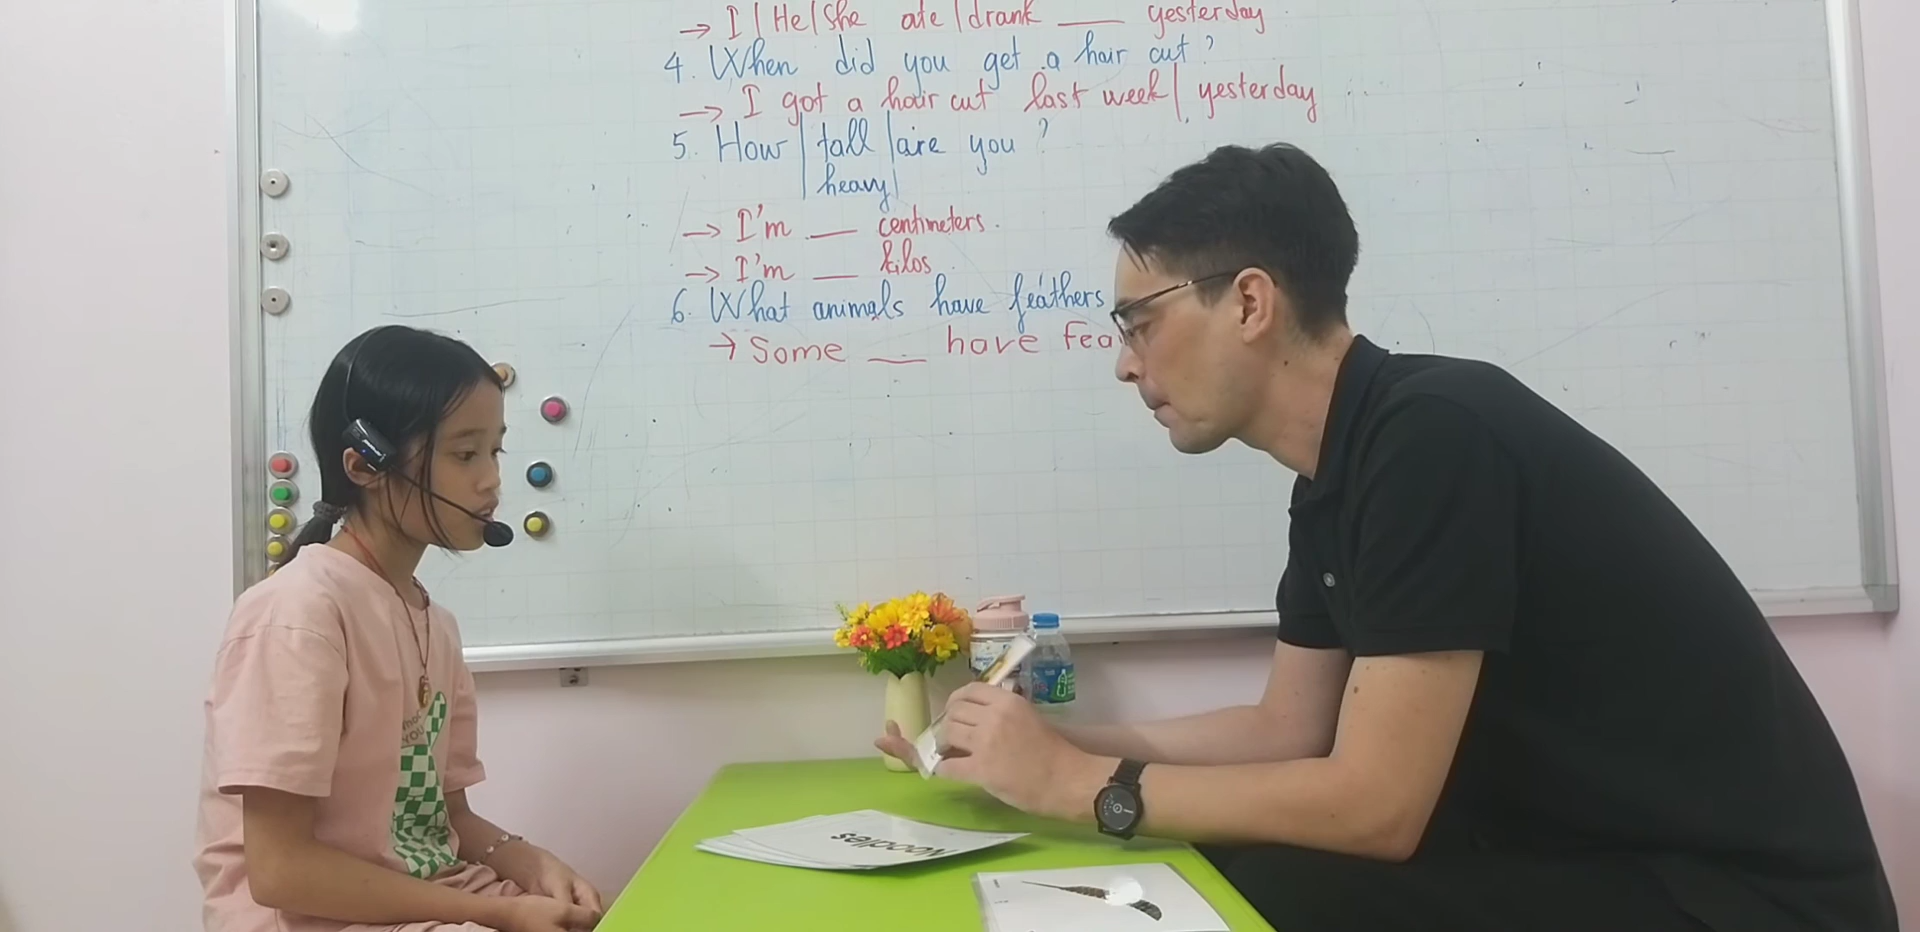 → I | He | She ate | drank ___ yesterday.
4. When did you get a hair cut?
→ I got a hair cut last week | yesterday
5. How | tall | are you?
heavy
→ I'm ___ centimeters.
→ I'm ___ kilos.
6. What animals have feathers
→ Some ___ have fea
YOU
Noodles